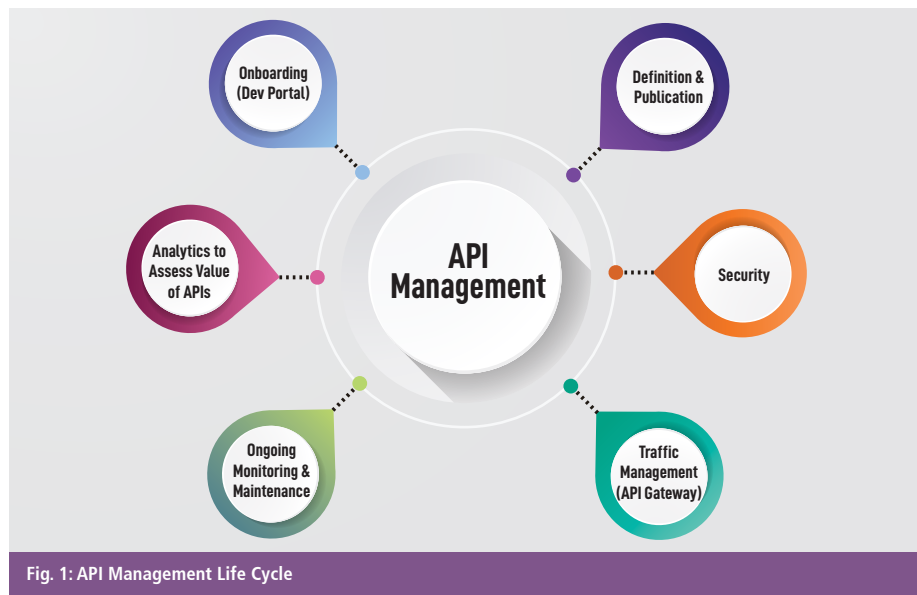 Onboarding
(Dev Portal)
Definition &
Publication
Analytics to
Assess Value
of APIs
API
Management
Security
Ongoing
Monitoring &
Maintenance
Traffic
Management
(API Gateway)
Fig. 1: API Management Life Cycle